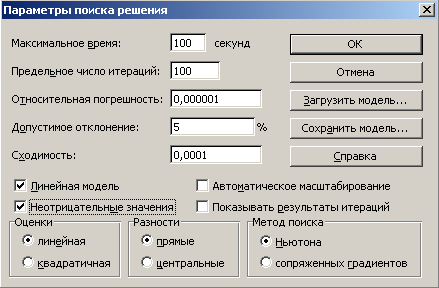 Параметры поиска решения
Максимальное время: 100 секунд
ОК
Предельное число итераций: 100
Отмена
Относительная погрешность: 0,000001
Загрузить модель...
Допустимое отклонение: 5 %
Сохранить модель...
Сходимость: 0,0001
Справка
Линейная модель
Автоматическое масштабирование
Неотрицательные значения
Показывать результаты итераций
Оценки
линейная
квадратичная
Разности
прямые
центральные
Метод поиска
Ньютона
сопряженных градиентов